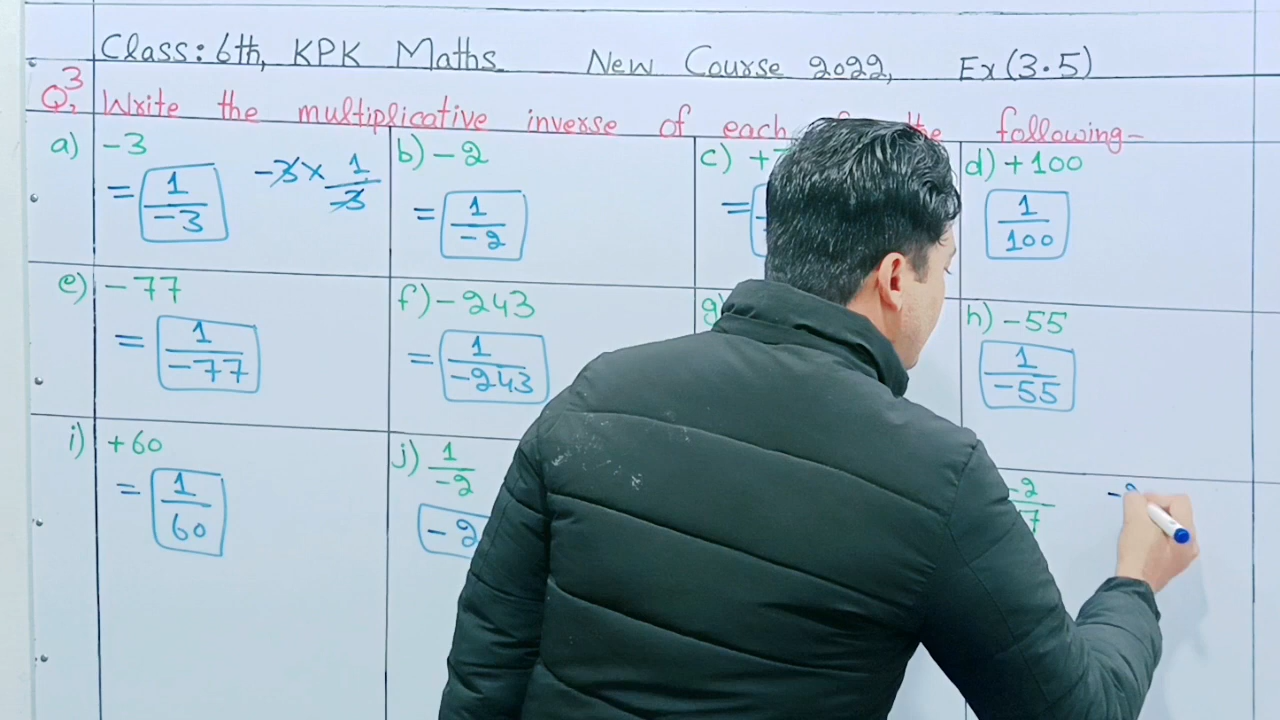 Class: 6th, KPK Maths New Course 2022, Ex (3.5)
Q3, Write the multiplicative inverse of each the following-
a) -3
= 1/-3
-3 × 1/-3
b) -2
= 1/-2
c) +
=
d) +100
1/100
e) -77
= 1/-77
f) -243
= 1/-243
g)
h) -55
1/-55
i) +60
= 1/60
j) 1/-2
-2
-2/7